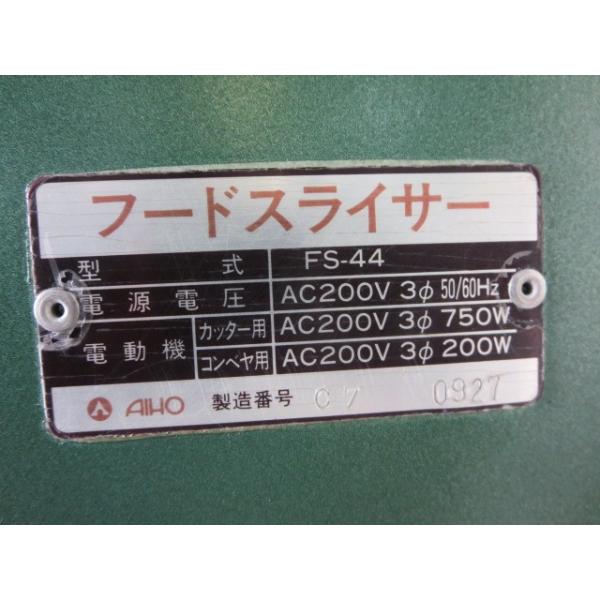 フードスライサー
型式 FS-44
電源電圧 AC200V 3φ 50/60Hz
電動機 カッター用 AC200V 3φ 750W
コンベヤ用 AC200V 3φ 200W
AIHO 製造番号 C7 0927